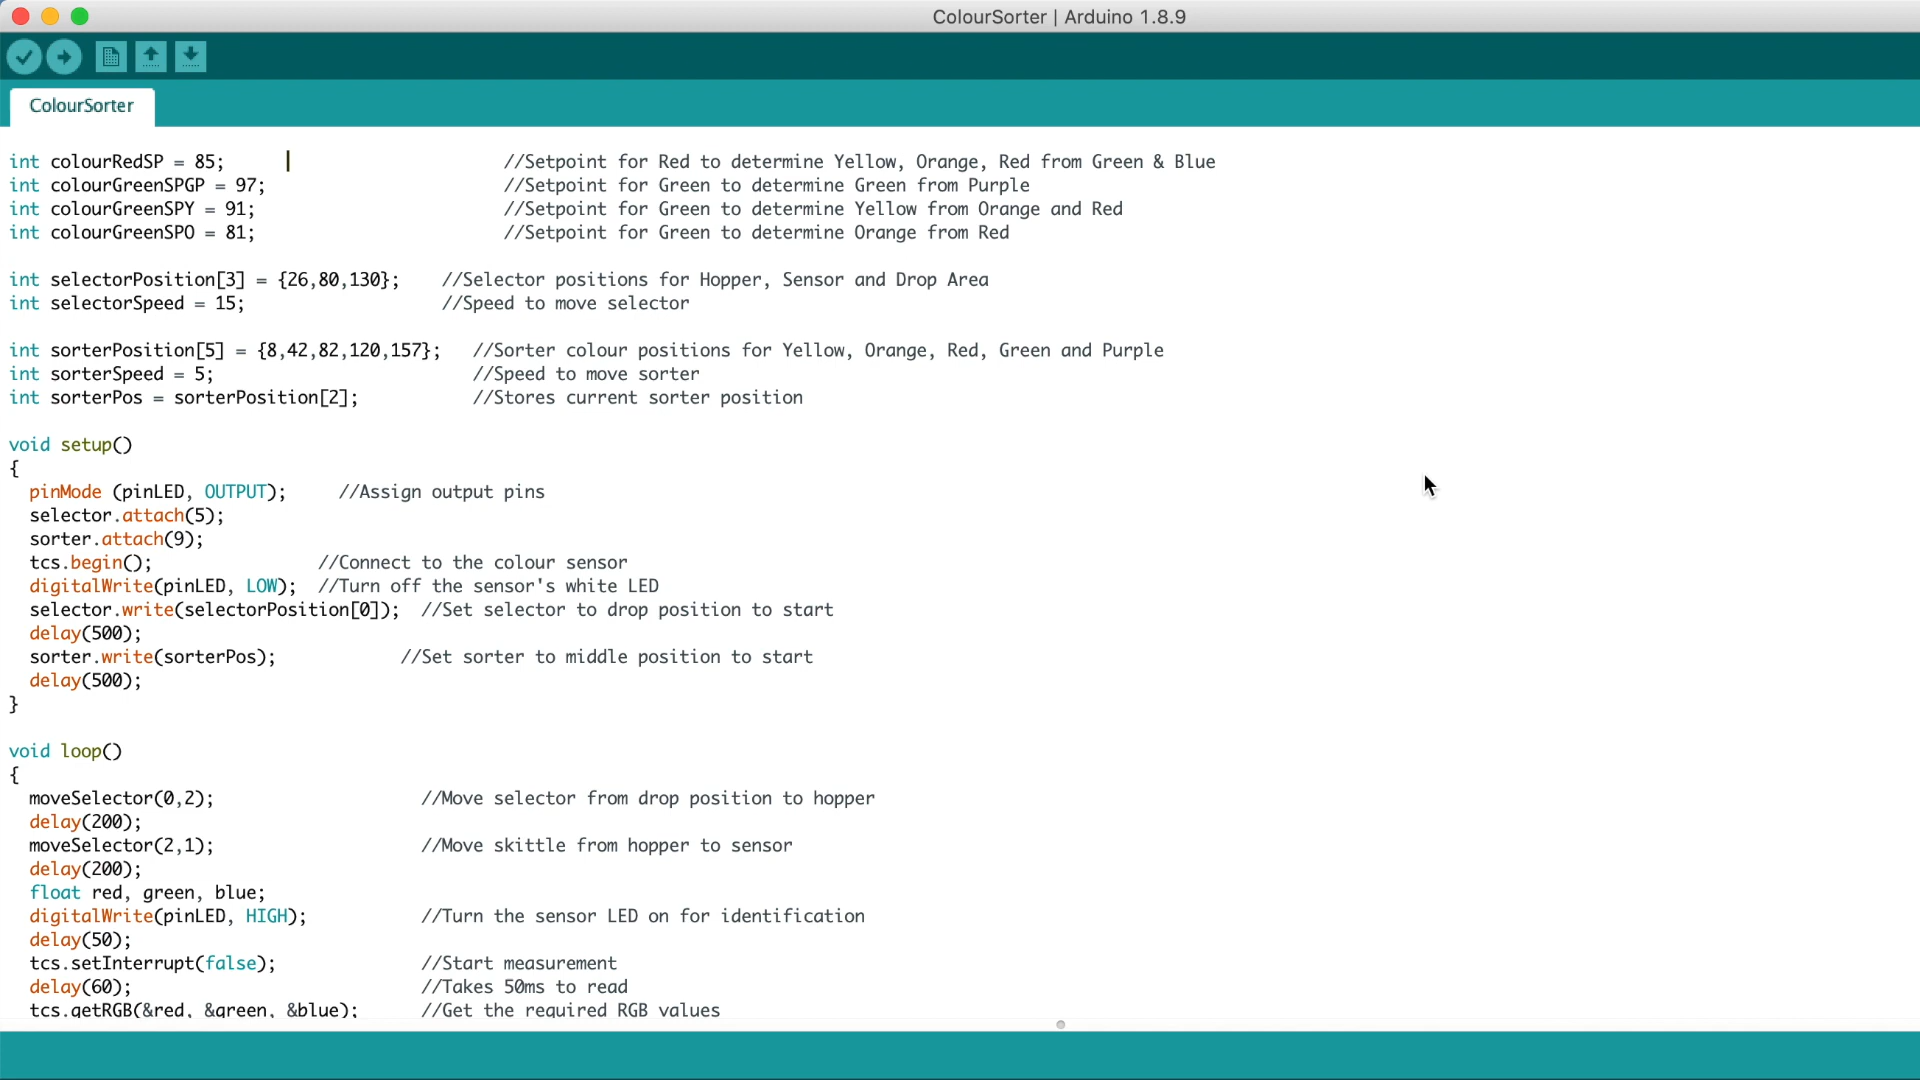 ColourSorter | Arduino 1.8.9
ColourSorter
int colourRedSP = 85; //Setpoint for Red to determine Yellow, Orange, Red from Green & Blue
int colourGreenSPGP = 97; //Setpoint for Green to determine Green from Purple
int colourGreenSPY = 91; //Setpoint for Green to determine Yellow from Orange and Red
int colourGreenSPO = 81; //Setpoint for Green to determine Orange from Red
int selectorPosition[3] = {26,80,130}; //Selector positions for Hopper, Sensor and Drop Area
int selectorSpeed = 15; //Speed to move selector
int sorterPosition[5] = {8,42,82,120,157}; //Sorter colour positions for Yellow, Orange, Red, Green and Purple
int sorterSpeed = 5; //Speed to move sorter
int sorterPos = sorterPosition[2]; //Stores current sorter position
void setup()
{
pinMode (pinLED, OUTPUT); //Assign output pins
selector.attach(5);
sorter.attach(9);
tcs.begin(); //Connect to the colour sensor
digitalWrite(pinLED, LOW); //Turn off the sensor's white LED
selector.write(selectorPosition[0]); //Set selector to drop position to start
delay(500);
sorter.write(sorterPos); //Set sorter to middle position to start
delay(500);
}
void loop()
{
moveSelector(0,2); //Move selector from drop position to hopper
delay(200);
moveSelector(2,1); //Move skittle from hopper to sensor
delay(200);
float red, green, blue;
digitalWrite(pinLED, HIGH); //Turn the sensor LED on for identification
delay(50);
tcs.setInterrupt(false); //Start measurement
delay(60); //Takes 50ms to read
tcs.getRGB(&red, &green, &blue); //Get the required RGB values